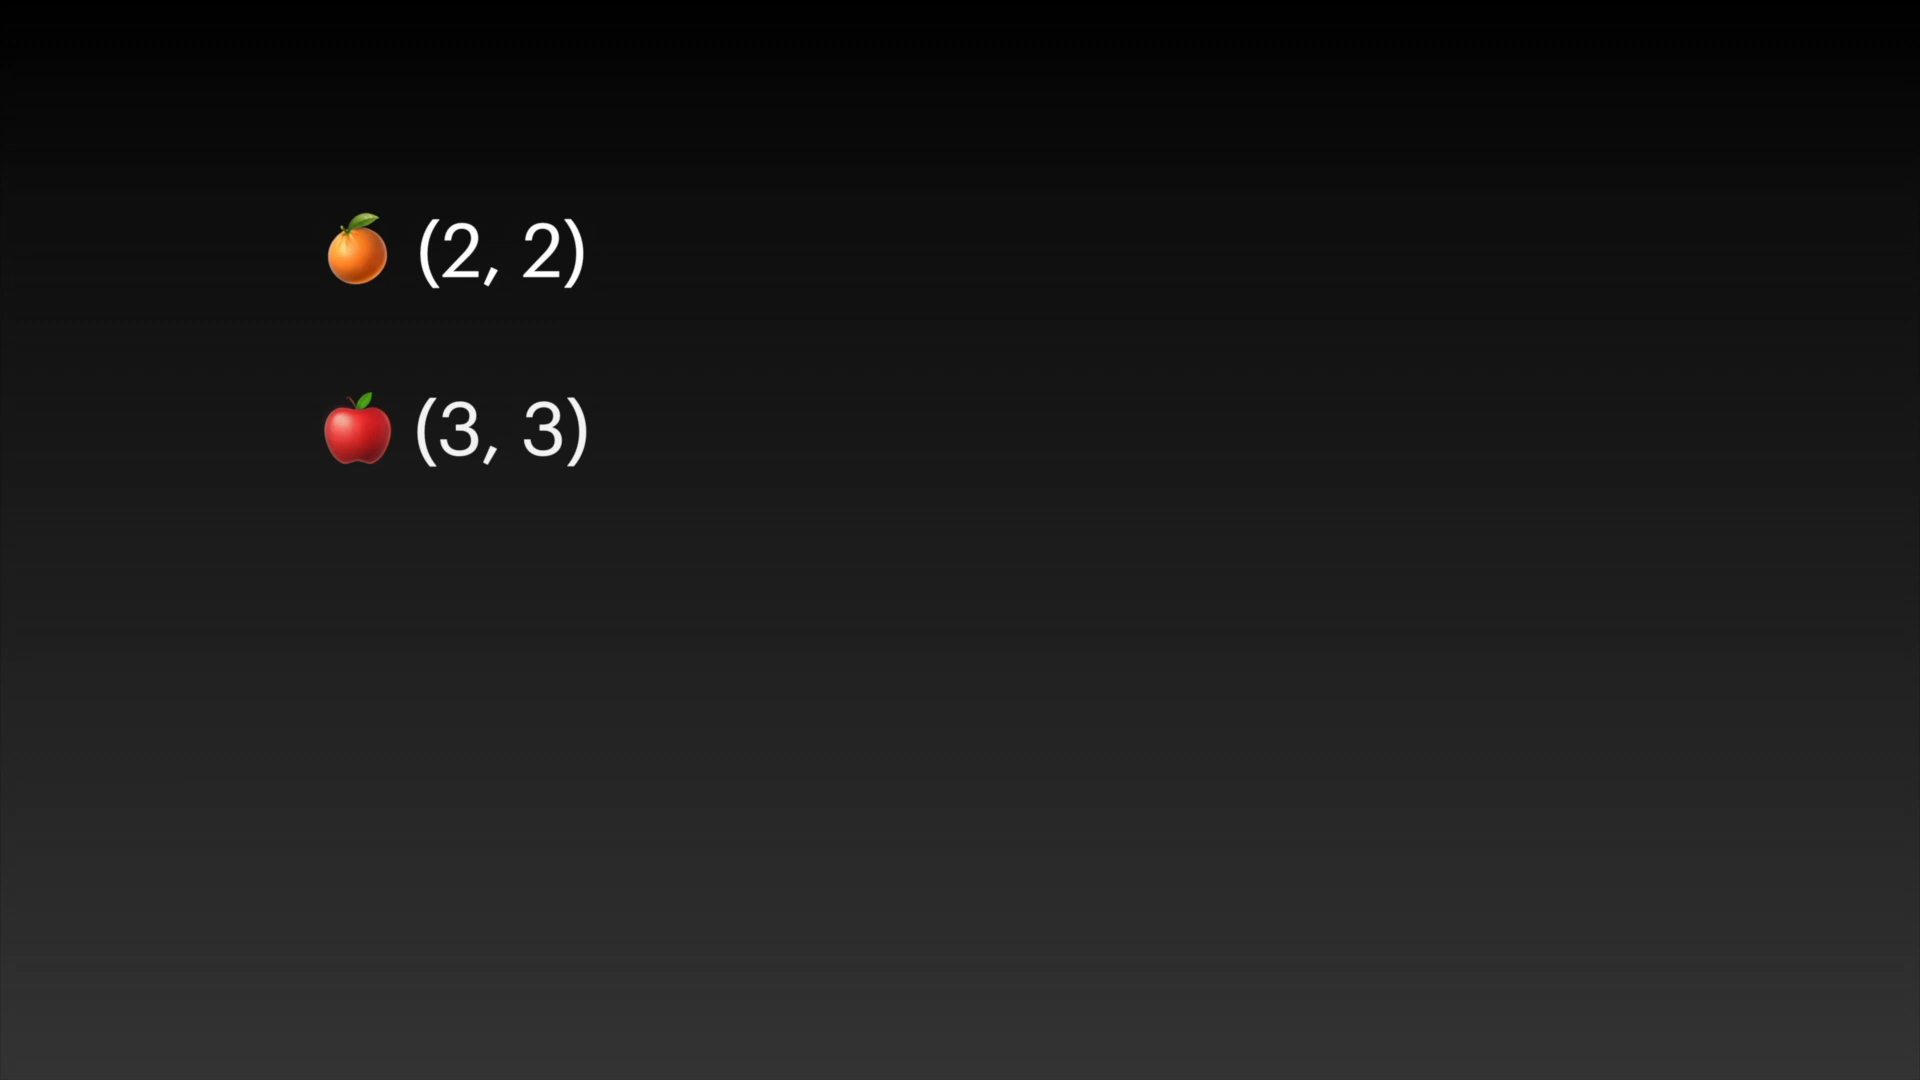 (2, 2)
(3, 3)